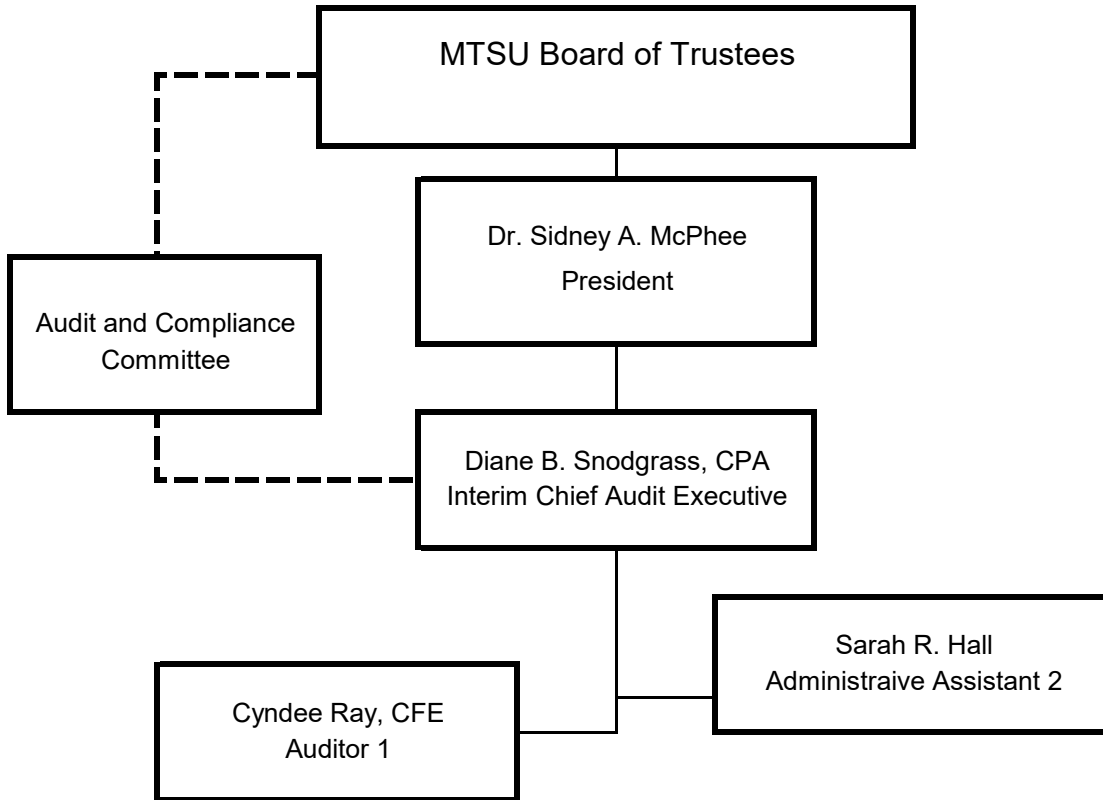 MTSU Board of Trustees
Dr. Sidney A. McPhee
President
Audit and Compliance
Committee
Diane B. Snodgrass, CPA
Interim Chief Audit Executive
Sarah R. Hall
Administraive Assistant 2
Cyndee Ray, CFE
Auditor 1